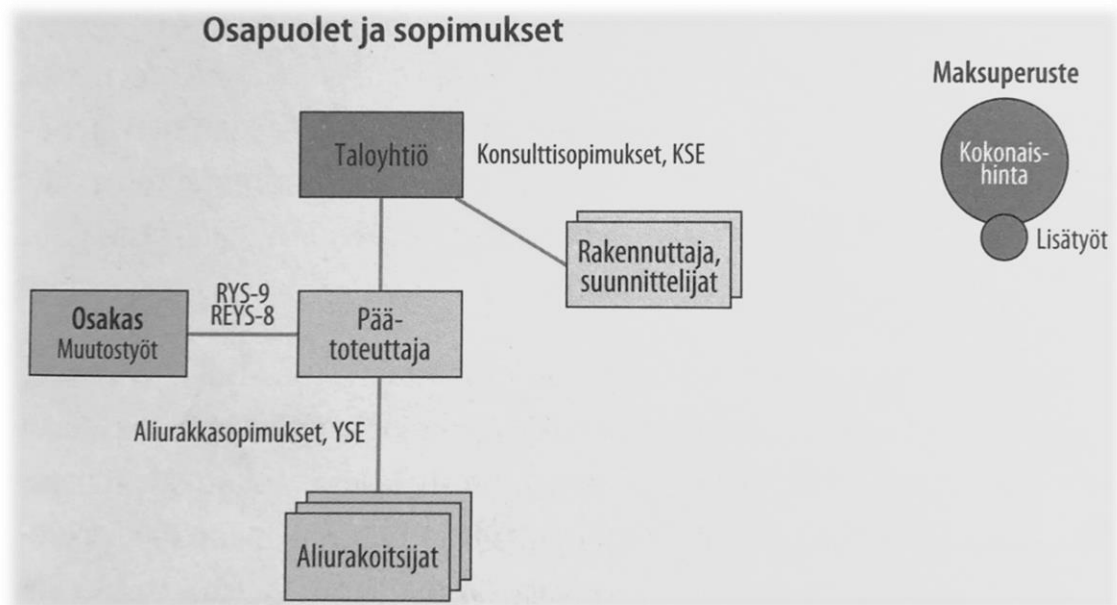 Osapuolet ja sopimukset
Maksuperuste
Kokonais-
hinta
Lisätyöt
Taloyhtiö
Konsulttisopimukset, KSE
Rakennuttaja,
suunnittelijat
RYS-9
REYS-8
Osakas
Muutostyöt
Pää-
toteuttaja
Aliurakkasopimukset, YSE
Aliurakoitsijat